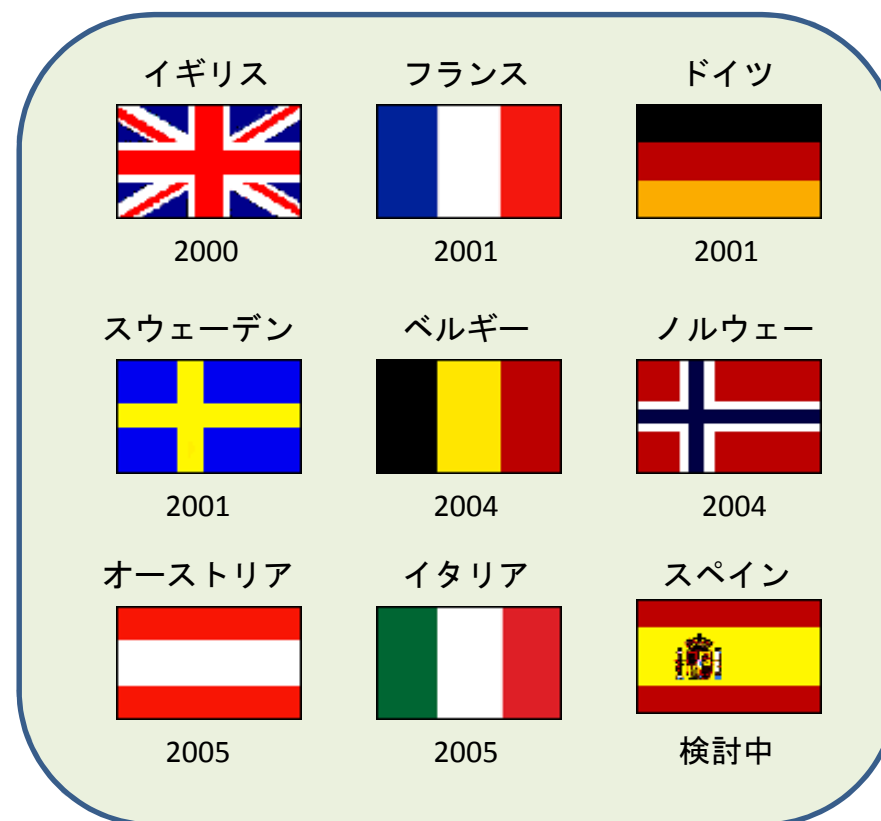 イギリス
フランス
ドイツ
2000
2001
2001
スウェーデン
ベルギー
ノルウェー
2001
2004
2004
オーストリア
イタリア
スペイン
2005
2005
検討中